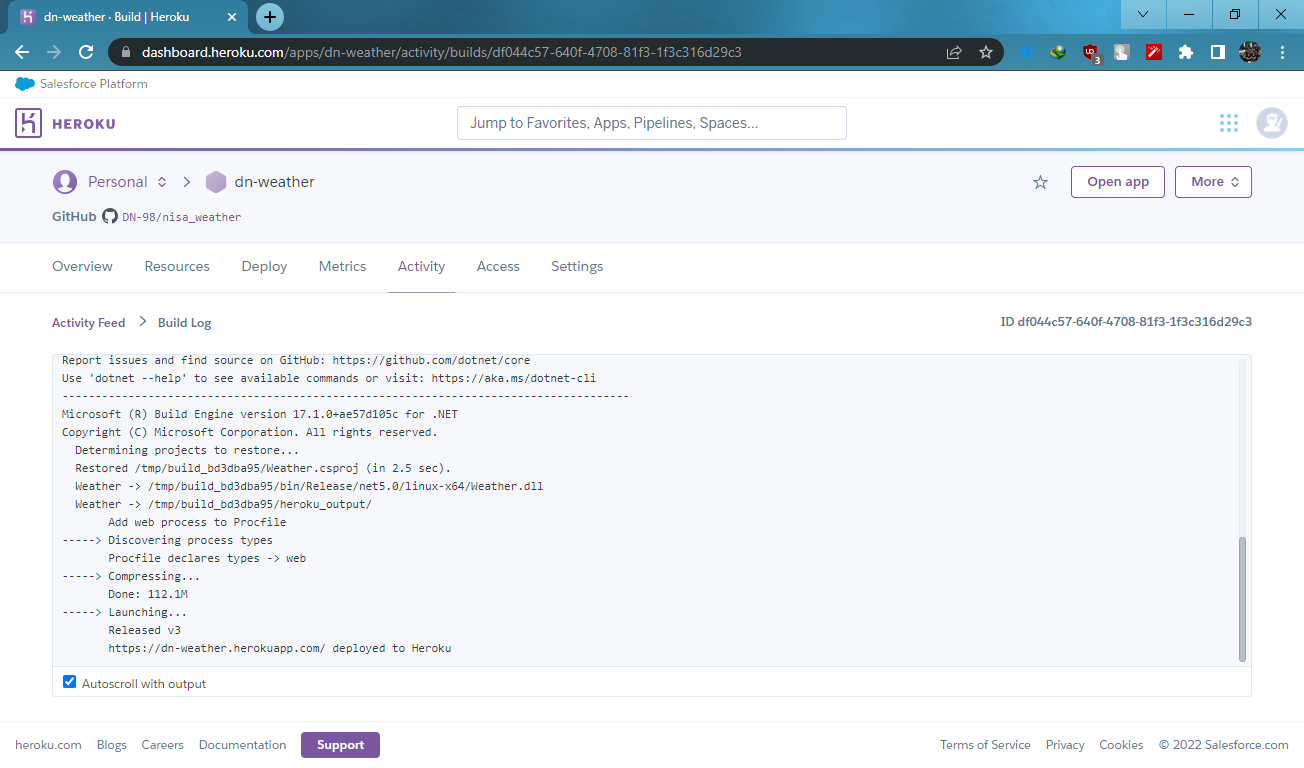 dn-weather · Build | Heroku
dashboard.heroku.com/apps/dn-weather/activity/builds/df044c57-640f-4708-81f3-1f3c316d29c3
3
Salesforce Platform
HEROKU
Jump to Favorites, Apps, Pipelines, Spaces...
Personal
dn-weather
Open app
More
GitHub DN-98/nisa_weather
Overview
Resources
Deploy
Metrics
Activity
Access
Settings
Activity Feed
Build Log
ID df044c57-640f-4708-81f3-1f3c316d29c3
Report issues and find source on GitHub: https://github.com/dotnet/core
Use 'dotnet --help' to see available commands or visit: https://aka.ms/dotnet-cli
--------------------------------------------------------------------------------------
Microsoft (R) Build Engine version 17.1.0+ae57d105c for .NET
Copyright (C) Microsoft Corporation. All rights reserved.
Determining projects to restore...
Restored /tmp/build_bd3dba95/Weather.csproj (in 2.5 sec).
Weather -> /tmp/build_bd3dba95/bin/Release/net5.0/linux-x64/Weather.dll
Weather -> /tmp/build_bd3dba95/heroku_output/
Add web process to Procfile
-----> Discovering process types
Procfile declares types -> web
-----> Compressing...
Done: 112.1M
-----> Launching...
Released v3
https://dn-weather.herokuapp.com/ deployed to Heroku
Autoscroll with output
heroku.com
Blogs
Careers
Documentation
Support
Terms of Service
Privacy
Cookies
© 2022 Salesforce.com